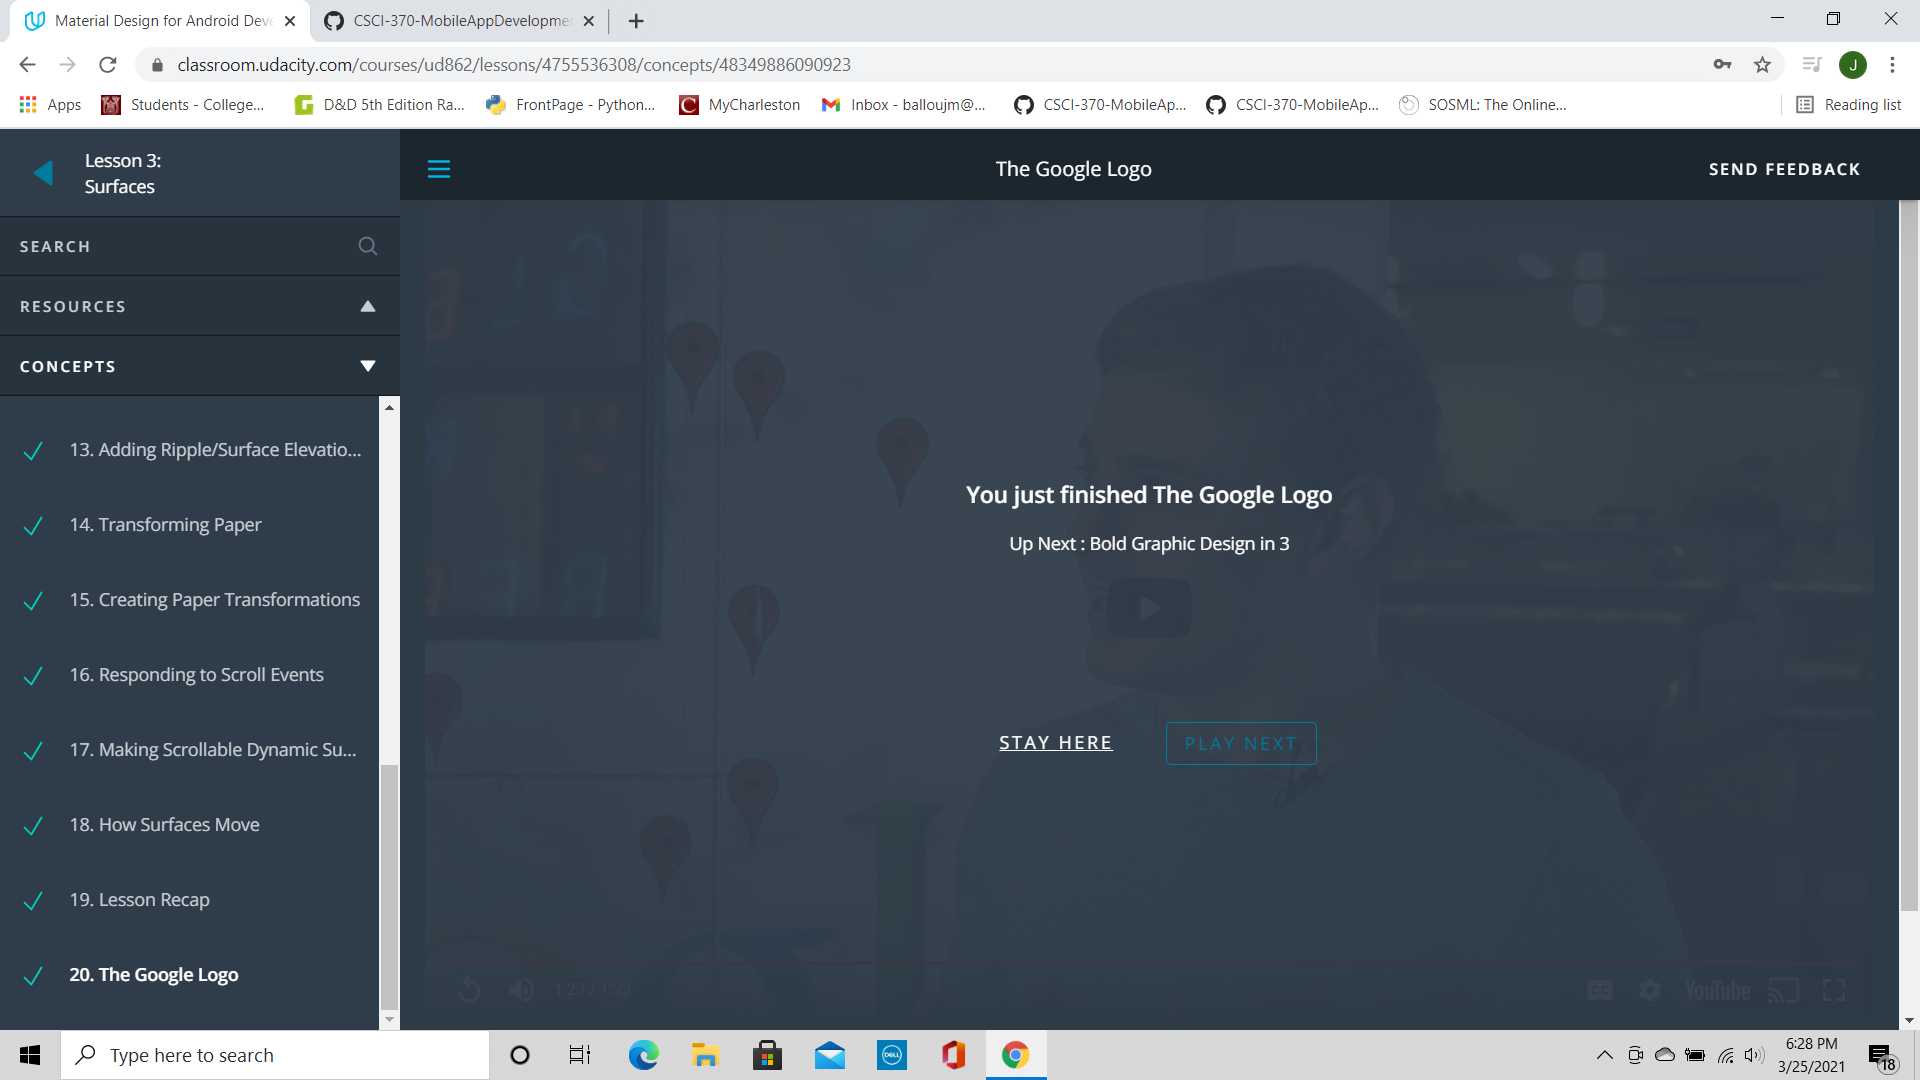 Material Design for Android Deve
CSCI-370-MobileAppDevelopme
classroom.udacity.com/courses/ud862/lessons/4755536308/concepts/48349886090923
J
Apps
Students - College...
D&D 5th Edition Ra...
FrontPage - Python...
MyCharleston
Inbox - balloujm@...
CSCI-370-MobileAp...
CSCI-370-MobileAp...
SOSML: The Online...
Reading list
Lesson 3:
Surfaces
The Google Logo
SEND FEEDBACK
SEARCH
RESOURCES
CONCEPTS
13. Adding Ripple/Surface Elevatio...
14. Transforming Paper
15. Creating Paper Transformations
16. Responding to Scroll Events
17. Making Scrollable Dynamic Su...
18. How Surfaces Move
19. Lesson Recap
20. The Google Logo
You just finished The Google Logo
Up Next : Bold Graphic Design in 3
STAY HERE
PLAY NEXT
1:23 / 1:23
CC
YouTube
Type here to search
DELL
6:28 PM
3/25/2021
18